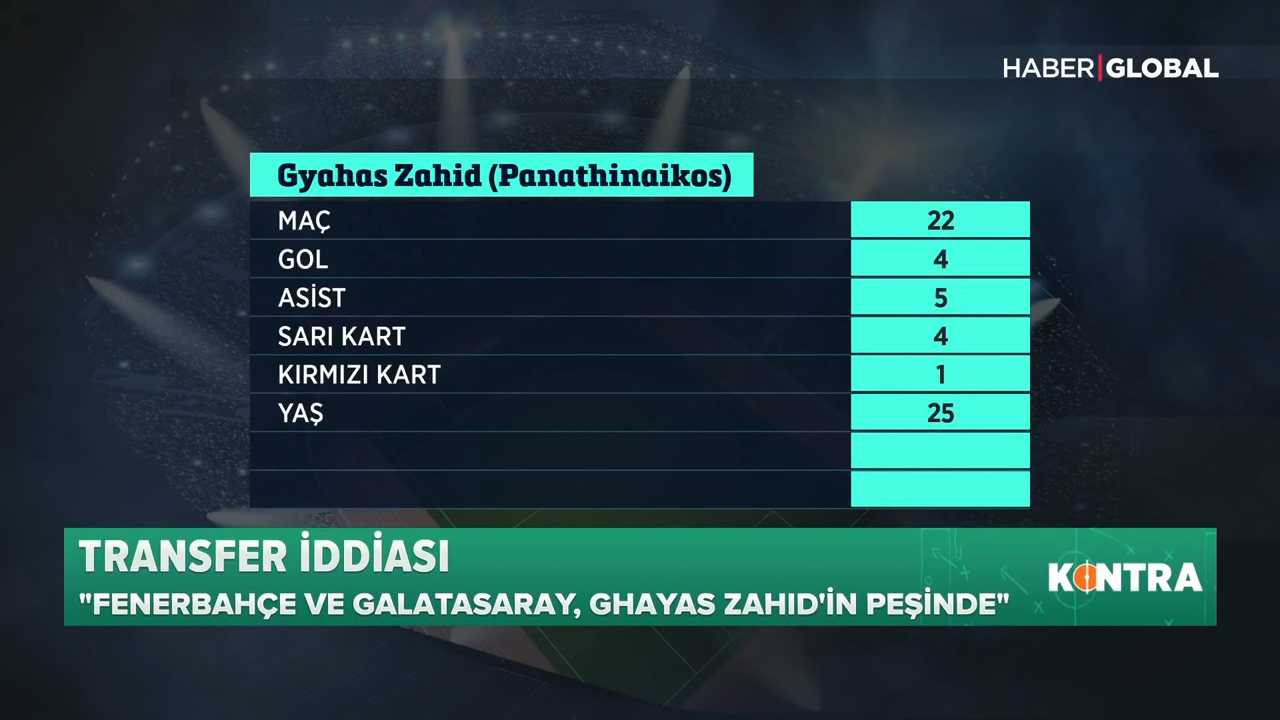 HABER|GLOBAL
Gyahas Zahid (Panathinaikos)
MAÇ 22
GOL 4
ASİST 5
SARI KART 4
KIRMIZI KART 1
YAŞ 25
TRANSFER İDDİASI
KONTRA
"FENERBAHÇE VE GALATASARAY, GHAYAS ZAHID'İN PEŞİNDE"